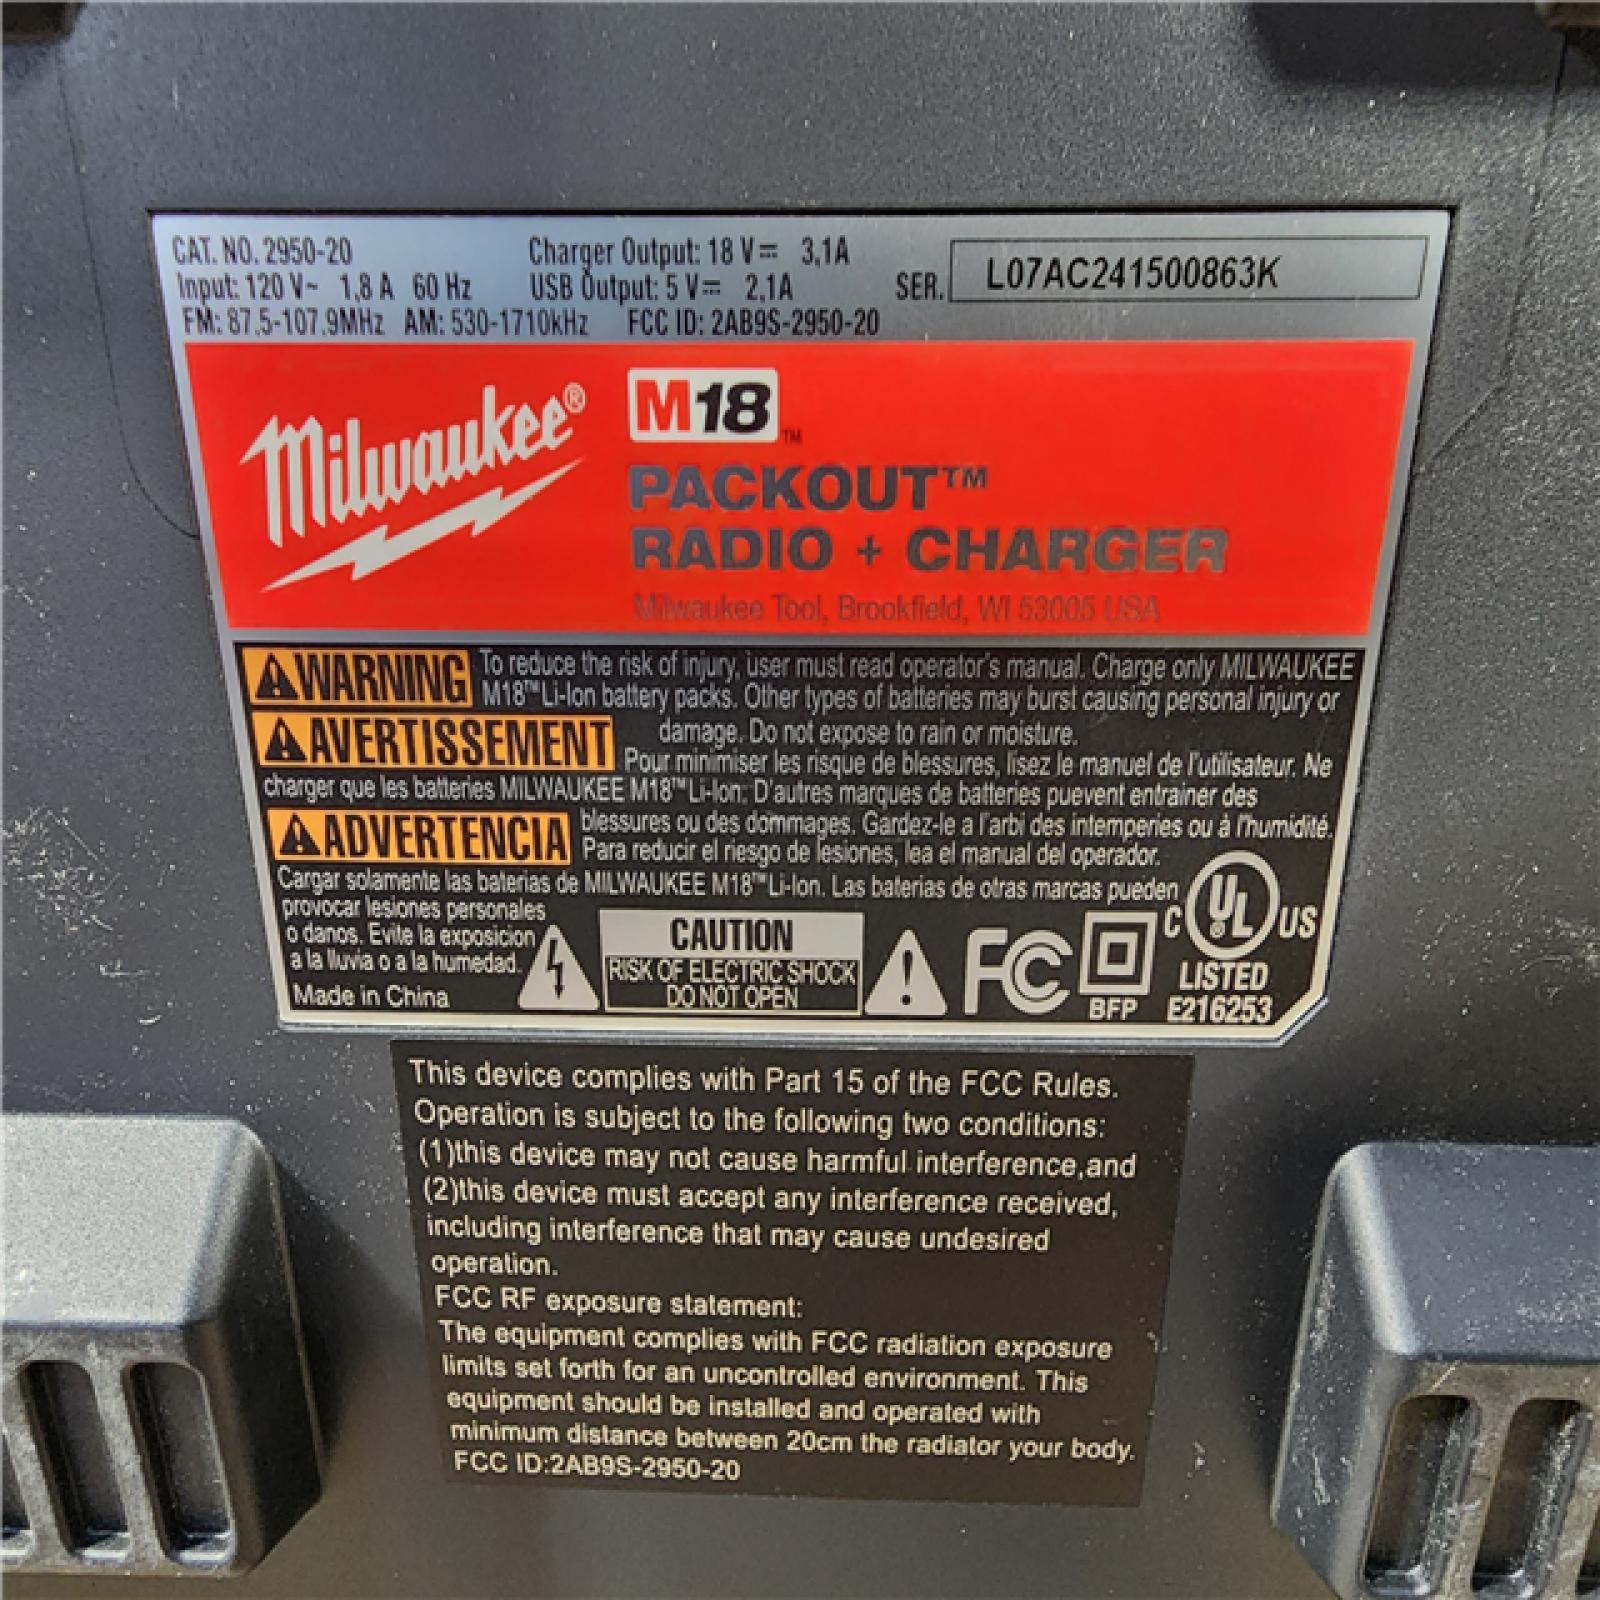 CAT. NO. 2950-20 Charger Output: 18 V⎓ 3,1A
Input: 120 V~ 1,8 A 60 Hz USB Output: 5 V⎓ 2,1A SER. L07AC241500863K
FM: 87,5-107,9MHz AM: 530-1710kHz FCC ID: 2AB9S-2950-20
Milwaukee® M18™
PACKOUT™
RADIO + CHARGER
Milwaukee Tool, Brookfield, WI 53005 USA
WARNING To reduce the risk of injury, user must read operator's manual. Charge only MILWAUKEE
M18™ Li-Ion battery packs. Other types of batteries may burst causing personal injury or
damage. Do not expose to rain or moisture.
AVERTISSEMENT Pour minimiser les risque de blessures, lisez le manuel de l'utilisateur. Ne
charger que les batteries MILWAUKEE M18™ Li-Ion. D'autres marques de batteries puevent entrainer des
blessures ou des dommages. Gardez-le a l'arbi des intemperies ou à l'humidité.
ADVERTENCIA Para reducir el riesgo de lesiones, lea el manual del operador.
Cargar solamente las baterias de MILWAUKEE M18™ Li-Ion. Las baterias de otras marcas pueden
provocar lesiones personales
o danos. Evite la exposicion
a la lluvia o a la humedad.
Made in China
CAUTION
RISK OF ELECTRIC SHOCK
DO NOT OPEN
FC
BFP
C UL® US
LISTED
E216253
This device complies with Part 15 of the FCC Rules.
Operation is subject to the following two conditions:
(1)this device may not cause harmful interference,and
(2)this device must accept any interference received,
including interference that may cause undesired
operation.
FCC RF exposure statement:
The equipment complies with FCC radiation exposure
limits set forth for an uncontrolled environment. This
equipment should be installed and operated with
minimum distance between 20cm the radiator your body.
FCC ID:2AB9S-2950-20